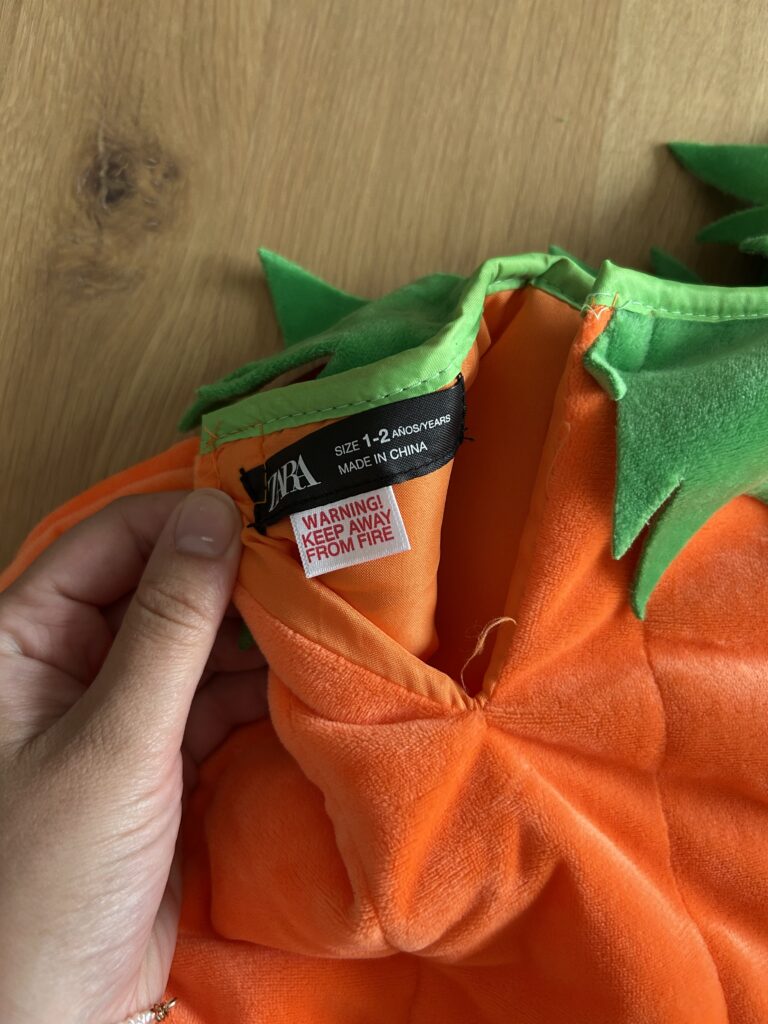 ZARA
SIZE 1-2 AÑOS/YEARS
MADE IN CHINA
WARNING!
KEEP AWAY
FROM FIRE